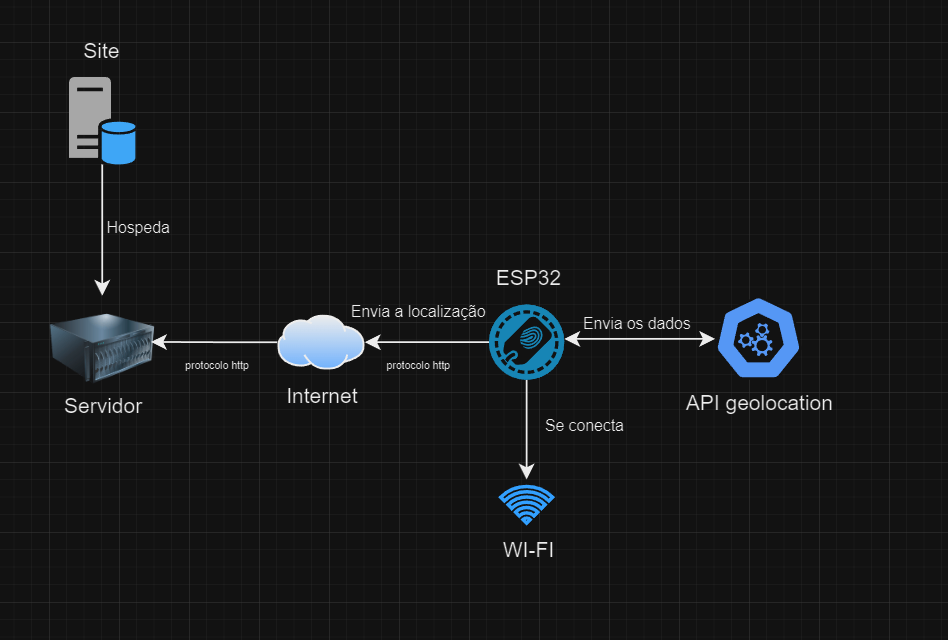 Site
Hospeda
ESP32
Envia a localização
Envia os dados
protocolo http
protocolo http
Internet
Servidor
API geolocation
Se conecta
WI-FI